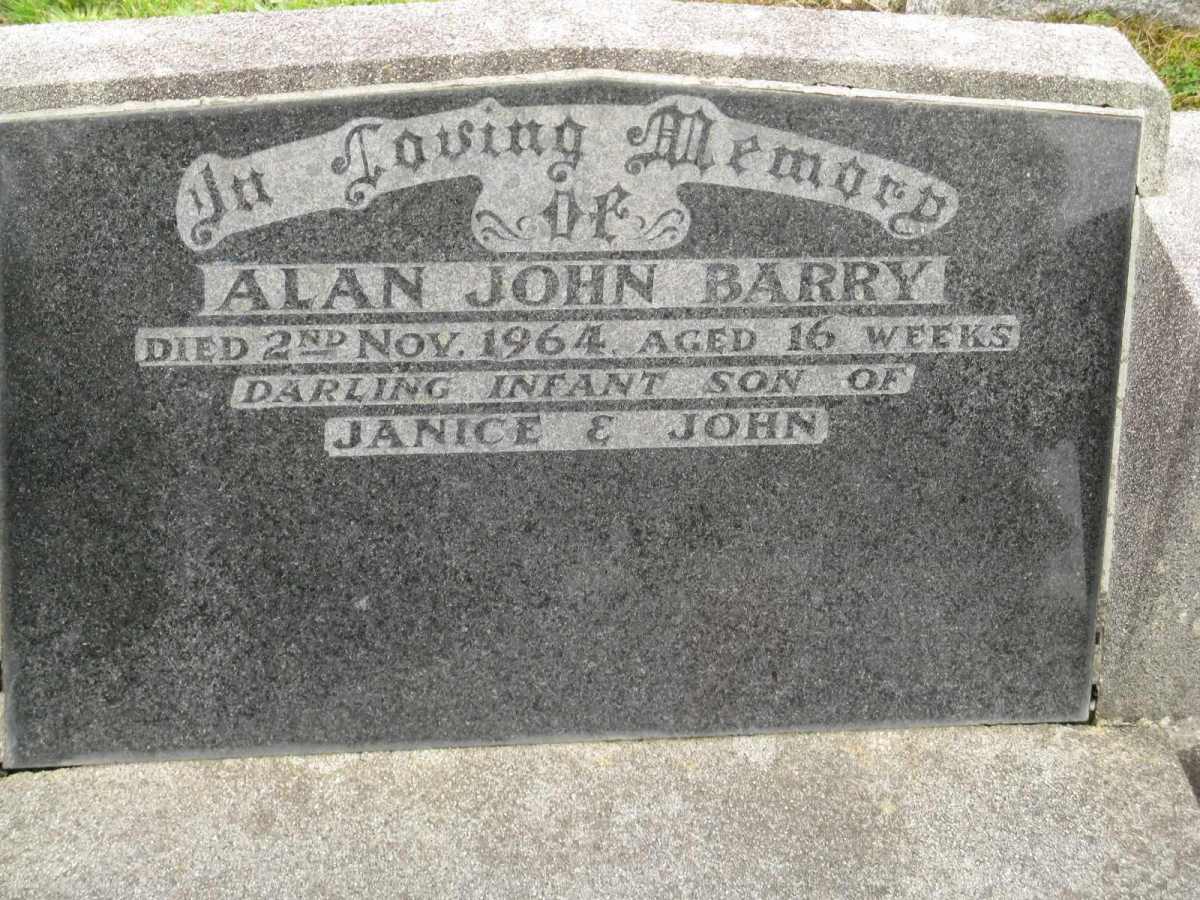 In Loving Memory
of
ALAN JOHN BARRY
DIED 2ND NOV. 1964, AGED 16 WEEKS
DARLING INFANT SON OF
JANICE & JOHN